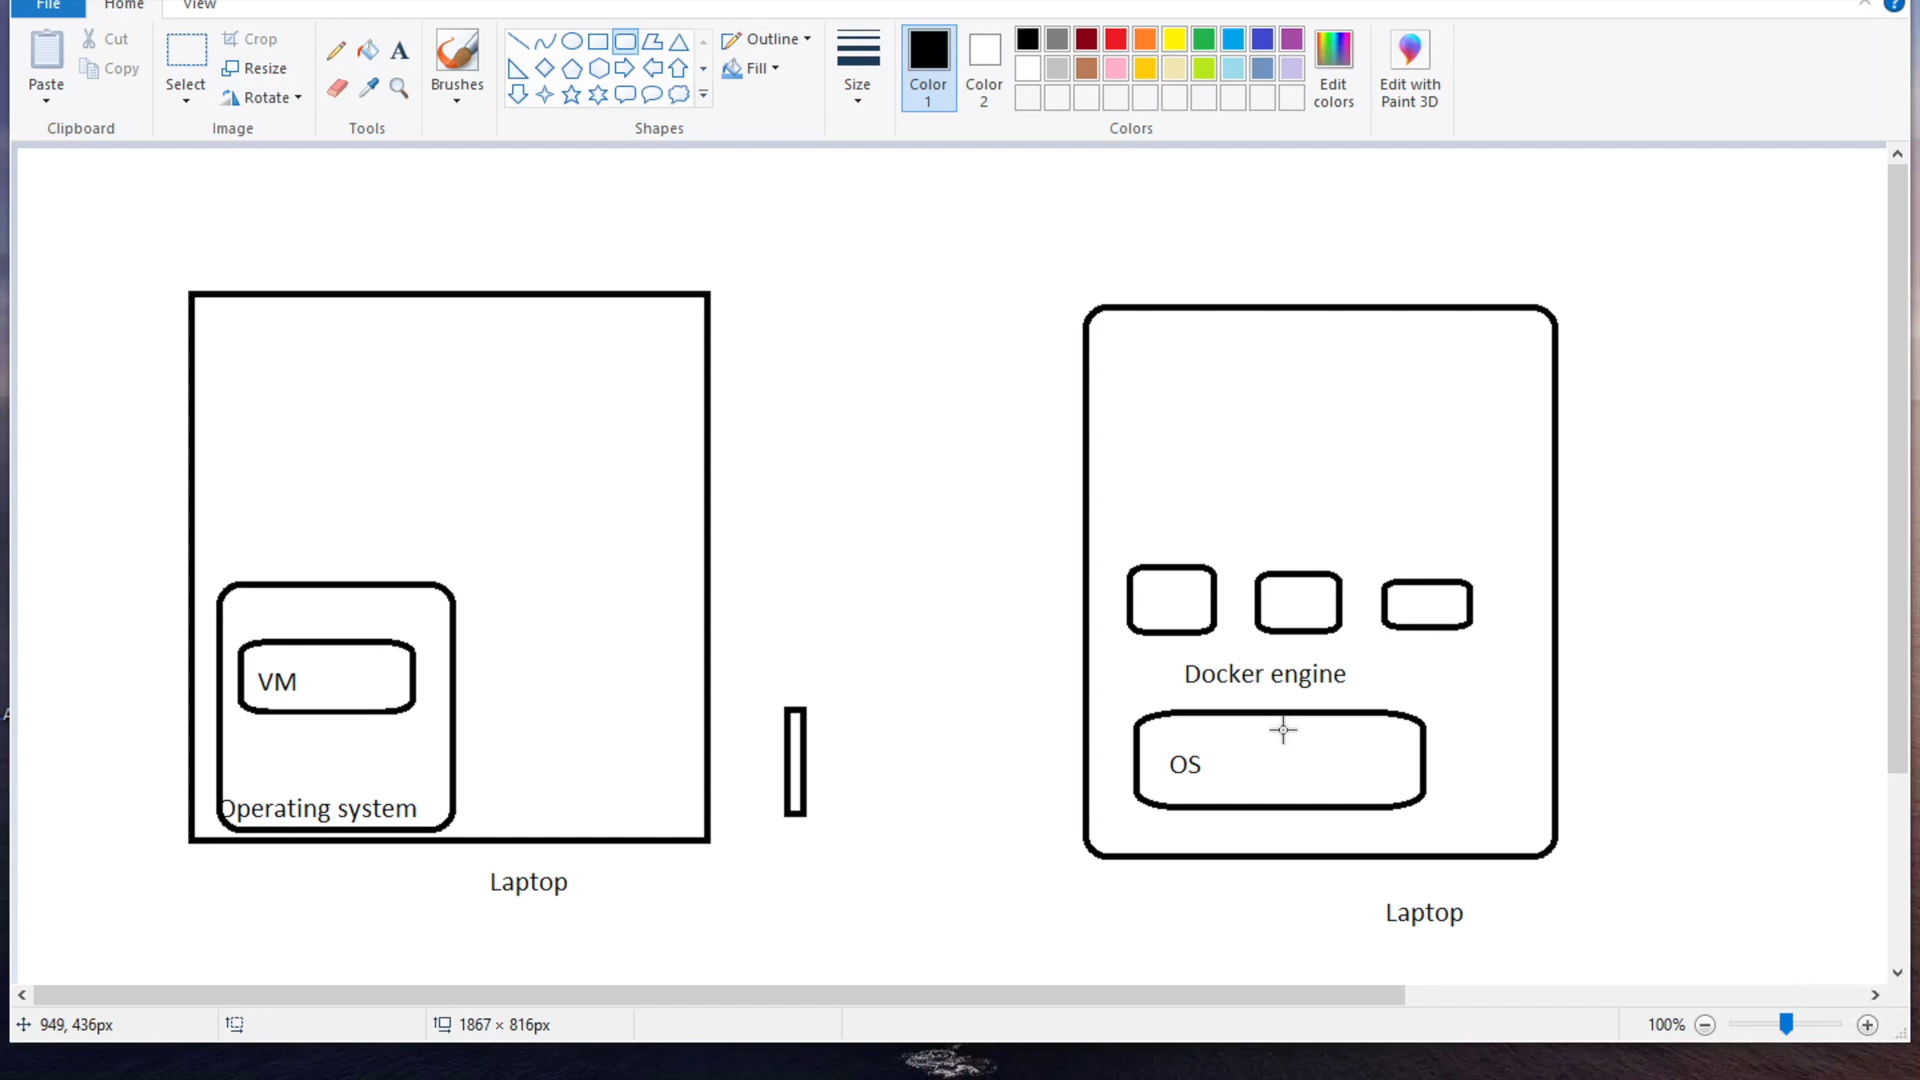 File Home View
Cut
Copy
Paste
Clipboard
Select
Crop
Resize
Rotate
Image
A
Tools
Brushes
Shapes
Outline
Fill
Size
Color
1
Color
2
Edit
colors
Colors
Edit with
Paint 3D
VM
Operating system
Laptop
Docker engine
OS
Laptop
949, 436px
1867 × 816px
100%